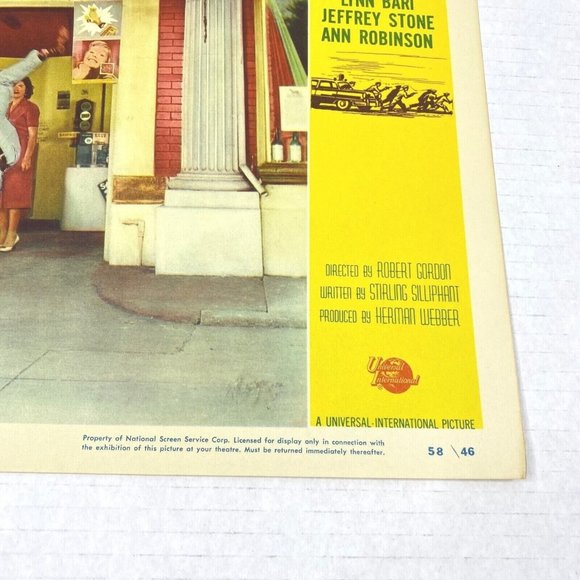 LYNN BARI
JEFFREY STONE
ANN ROBINSON
DIRECTED BY ROBERT GORDON
WRITTEN BY STIRLING SILLIPHANT
PRODUCED BY HERMAN WEBBER
Universal
International
A UNIVERSAL-INTERNATIONAL PICTURE
Property of National Screen Service Corp. Licensed for display only in connection with
the exhibition of this picture at your theatre. Must be returned immediately thereafter.
58 \46